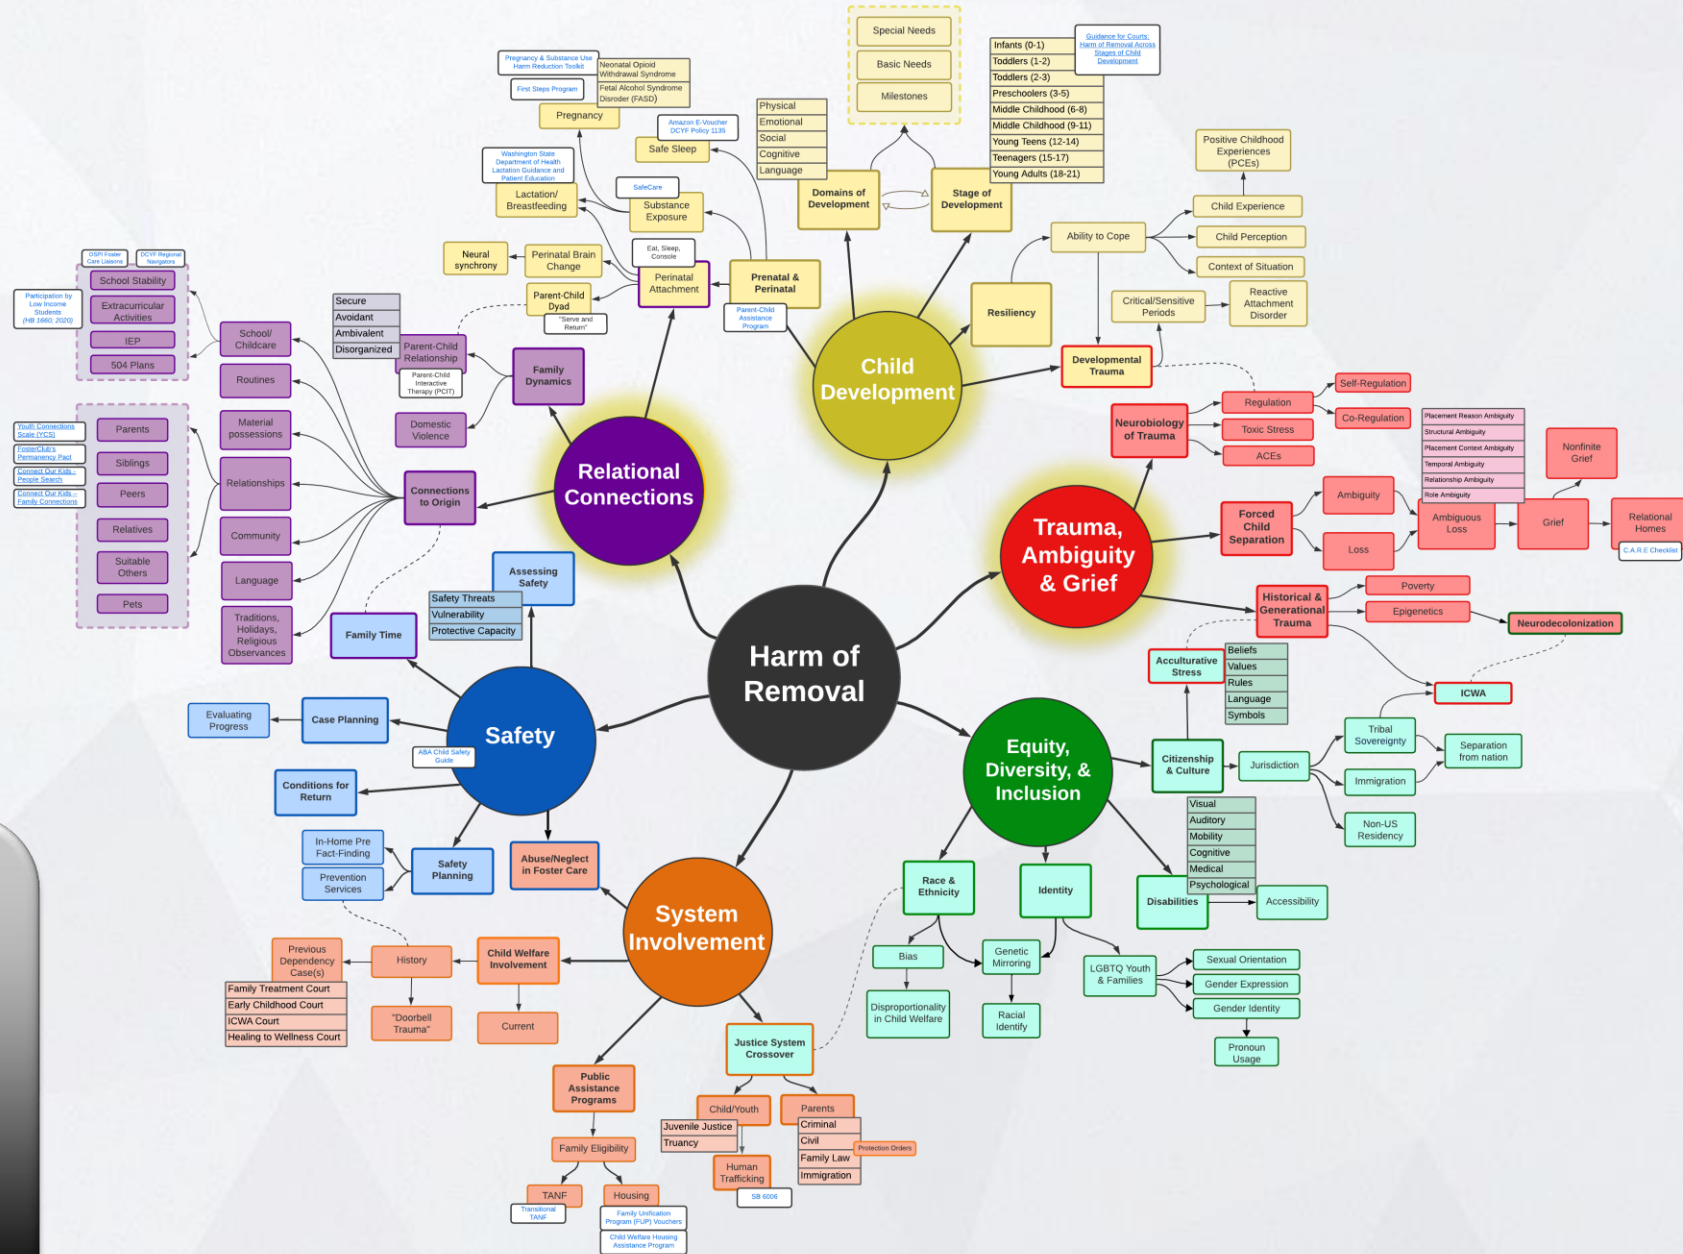 Harm of
Removal
Child
Development
Prenatal &
Perinatal
Parent-Child
Assistance
Program
Safe Sleep
Amazon E-Voucher
DCYF Policy 1135
Substance
Exposure
SafeCare
Pregnancy
Pregnancy & Substance Use
Harm Reduction Toolkit
First Steps Program
Neonatal Opioid
Withdrawal Syndrome
Fetal Alcohol Syndrome
Disroder (FASD)
Lactation/
Breastfeeding
Washington State
Department of Health
Lactation Guidance and
Patient Education
Perinatal
Attachment
Eat, Sleep,
Console
Perinatal Brain
Change
Neural
synchrony
Parent-Child
Dyad
"Serve and
Return"
Domains of
Development
Physical
Emotional
Social
Cognitive
Language
Stage of
Development
Infants (0-1)
Toddlers (1-2)
Toddlers (2-3)
Preschoolers (3-5)
Middle Childhood (6-8)
Middle Childhood (9-11)
Young Teens (12-14)
Teenagers (15-17)
Young Adults (18-21)
Guidance for Courts:
Harm of Removal Across
Stages of Child
Development
Special Needs
Basic Needs
Milestones
Resiliency
Ability to Cope
Child Experience
Positive Childhood
Experiences
(PCEs)
Child Perception
Context of Situation
Developmental
Trauma
Critical/Sensitive
Periods
Reactive
Attachment
Disorder
Trauma,
Ambiguity
& Grief
Neurobiology
of Trauma
Regulation
Self-Regulation
Co-Regulation
Toxic Stress
ACEs
Forced
Child
Separation
Ambiguity
Loss
Ambiguous
Loss
Placement Reason Ambiguity
Structural Ambiguity
Placement Context Ambiguity
Temporal Ambiguity
Relationship Ambiguity
Role Ambiguity
Grief
Nonfinite
Grief
Relational
Homes
C.A.R.E Checklist
Historical &
Generational
Trauma
Poverty
Epigenetics
Neurodecolonization
ICWA
Equity,
Diversity, &
Inclusion
Citizenship
& Culture
Acculturative
Stress
Beliefs
Values
Rules
Language
Symbols
Jurisdiction
Tribal
Sovereignty
Immigration
Separation
from nation
Non-US
Residency
Disabilities
Visual
Auditory
Mobility
Cognitive
Medical
Psychological
Accessibility
Identity
Genetic
Mirroring
Racial
Identify
LGBTQ Youth
& Families
Sexual Orientation
Gender Expression
Gender Identity
Pronoun
Usage
Race &
Ethnicity
Bias
Disproportionality
in Child Welfare
System
Involvement
Justice System
Crossover
Child/Youth
Juvenile Justice
Truancy
Human
Trafficking
SB 6006
Parents
Criminal
Civil
Family Law
Immigration
Protection Orders
Public
Assistance
Programs
Family Eligibility
TANF
Transitional
TANF
Housing
Family Unification
Program (FUP) Vouchers
Child Welfare Housing
Assistance Program
Child Welfare
Involvement
Current
History
"Doorbell
Trauma"
Previous
Dependency
Case(s)
Family Treatment Court
Early Childhood Court
ICWA Court
Healing to Wellness Court
Abuse/Neglect
in Foster Care
Safety
ABA Child Safety
Guide
Safety
Planning
In-Home Pre
Fact-Finding
Prevention
Services
Conditions for
Return
Case Planning
Evaluating
Progress
Family Time
Assessing
Safety
Safety Threats
Vulnerability
Protective Capacity
Relational
Connections
Family
Dynamics
Parent-Child
Relationship
Secure
Avoidant
Ambivalent
Disorganized
Parent-Child
Interactive
Therapy (PCIT)
Domestic
Violence
Connections
to Origin
School/
Childcare
School Stability
Extracurricular
Activities
IEP
504 Plans
OSPI Foster
Care Liaisons
DCYF Regional
Navigators
Participation by
Low Income
Students
(HB 1660; 2020)
Routines
Material
possessions
Relationships
Parents
Siblings
Peers
Relatives
Suitable
Others
Pets
Youth Connections
Scale (YCS)
FosterClub's
Permanency Pact
Connect Our Kids -
People Search
Connect Our Kids –
Family Connections
Community
Language
Traditions,
Holidays,
Religious
Observances